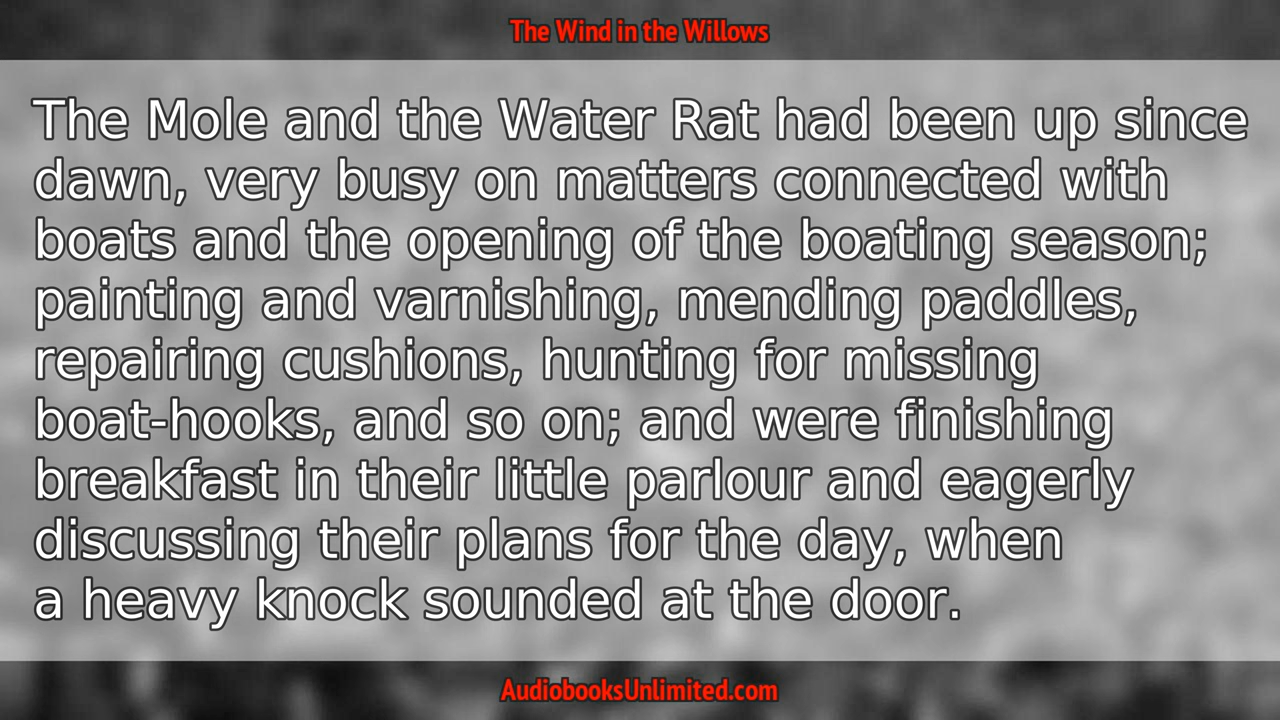 The Wind in the Willows
The Mole and the Water Rat had been up since
dawn, very busy on matters connected with
boats and the opening of the boating season;
painting and varnishing, mending paddles,
repairing cushions, hunting for missing
boat-hooks, and so on; and were finishing
breakfast in their little parlour and eagerly
discussing their plans for the day, when
a heavy knock sounded at the door.
AudiobooksUnlimited.com